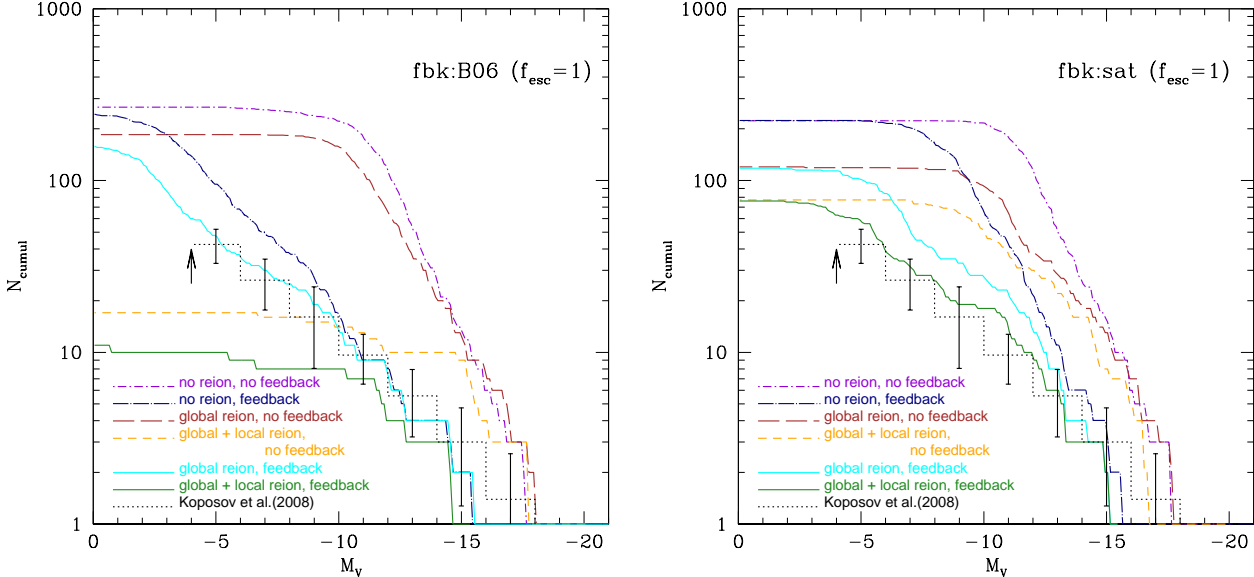 1000
100
10
1
N_cumul
fbk:B06 (f_esc=1)
no reion, no feedback
no reion, feedback
global reion, no feedback
global + local reion,
no feedback
global reion, feedback
global + local reion, feedback
Koposov et al.(2008)
0
-5
-10
-15
-20
M_V
1000
100
10
1
N_cumul
fbk:sat (f_esc=1)
no reion, no feedback
no reion, feedback
global reion, no feedback
global + local reion,
no feedback
global reion, feedback
global + local reion, feedback
Koposov et al.(2008)
0
-5
-10
-15
-20
M_V